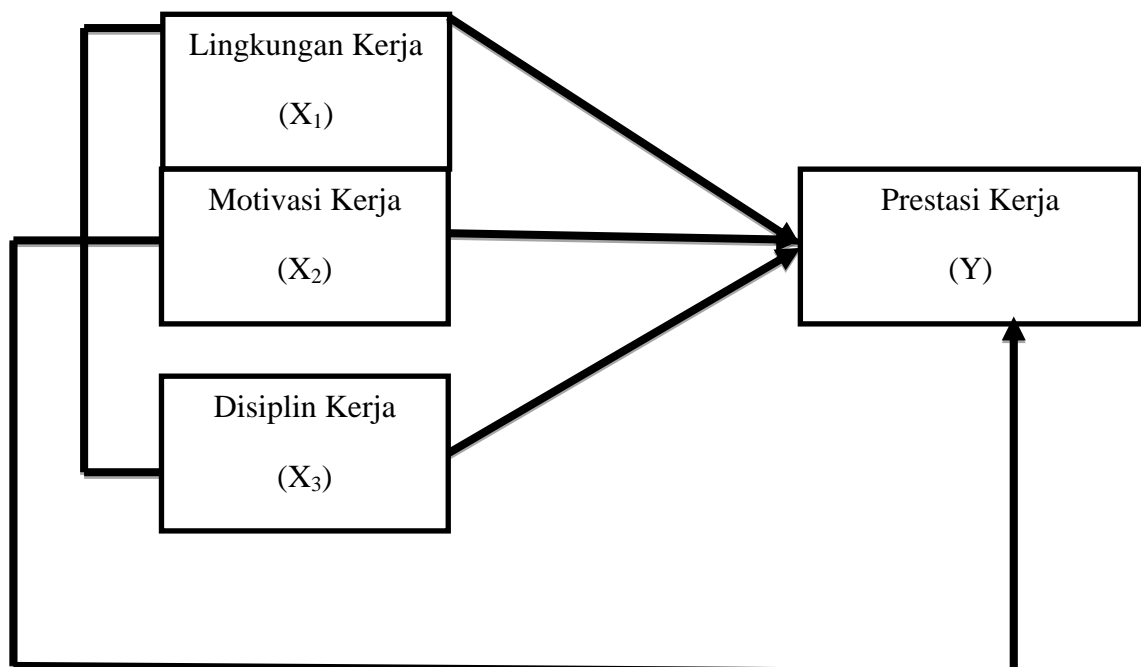 Lingkungan Kerja
(X₁)
Motivasi Kerja
(X₂)
Disiplin Kerja
(X₃)
Prestasi Kerja
(Y)